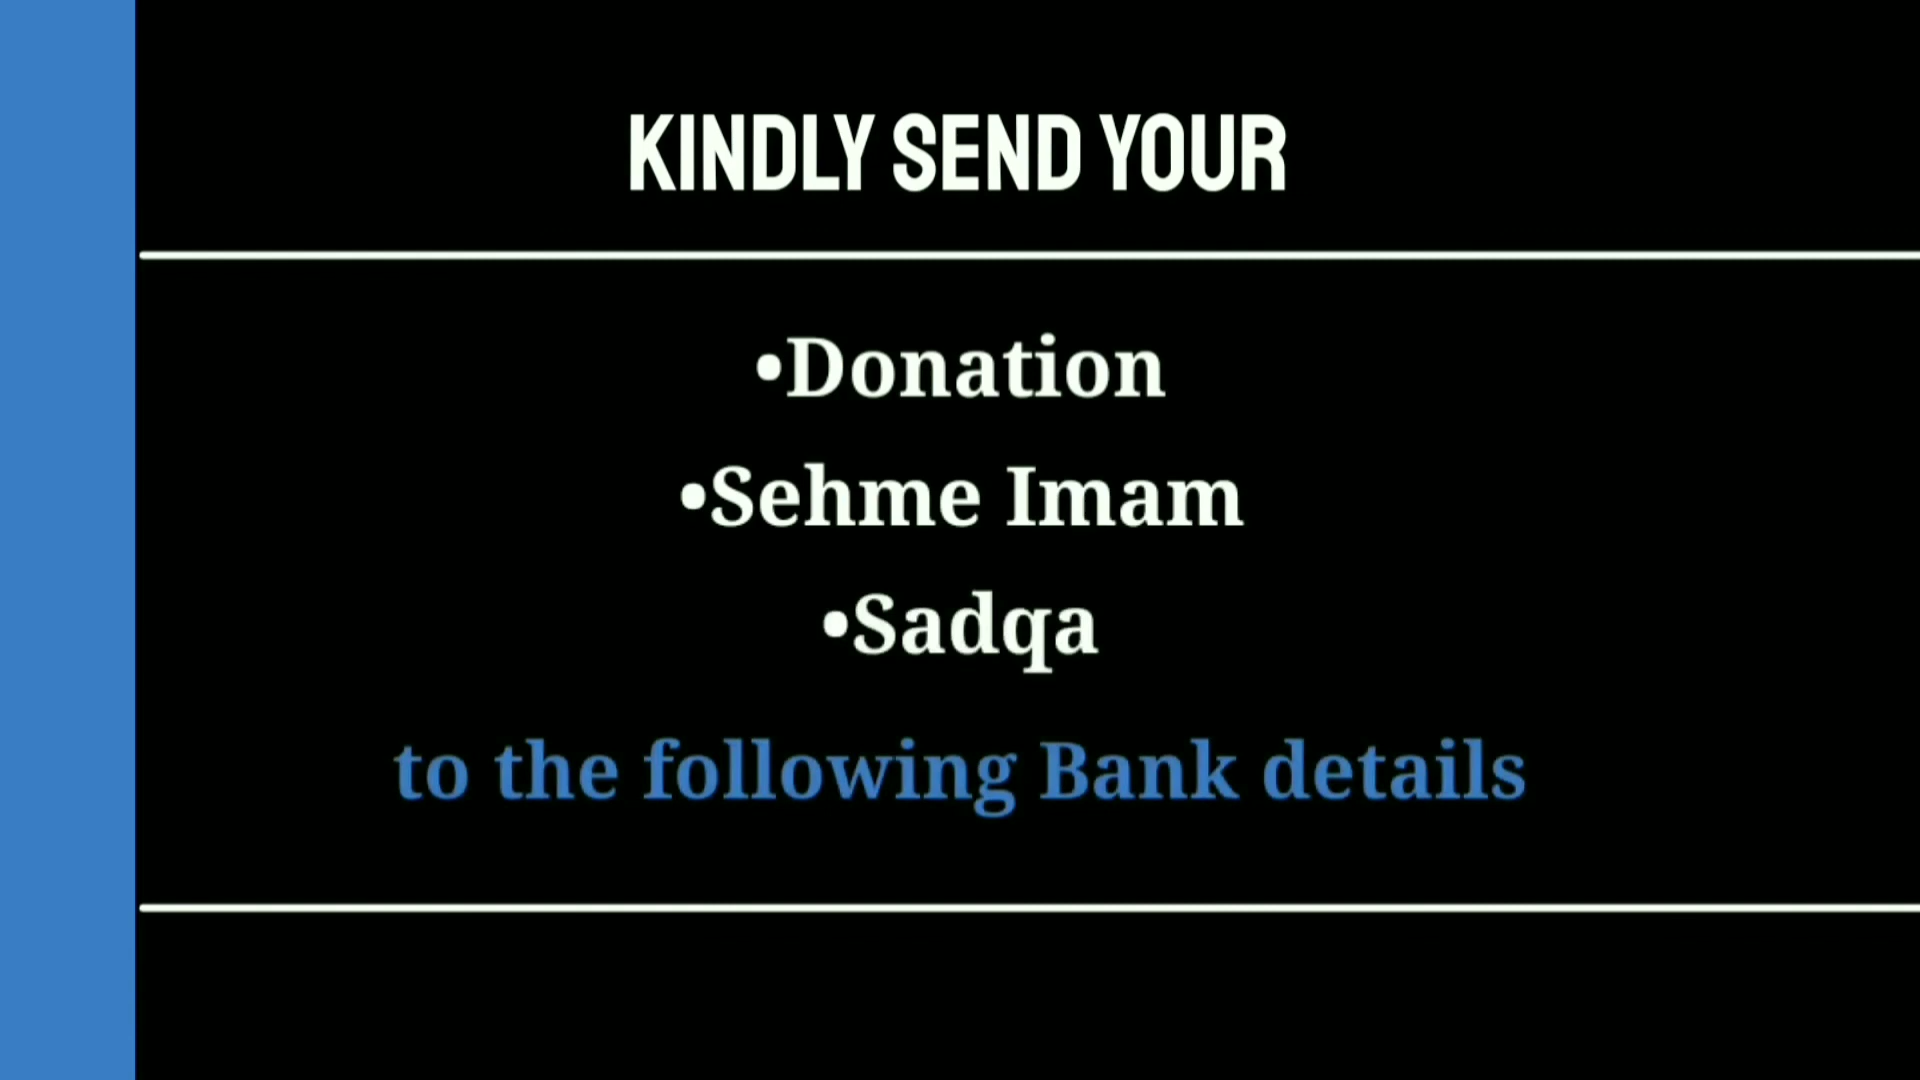 KINDLY SEND YOUR
•Donation
•Sehme Imam
•Sadqa
to the following Bank details